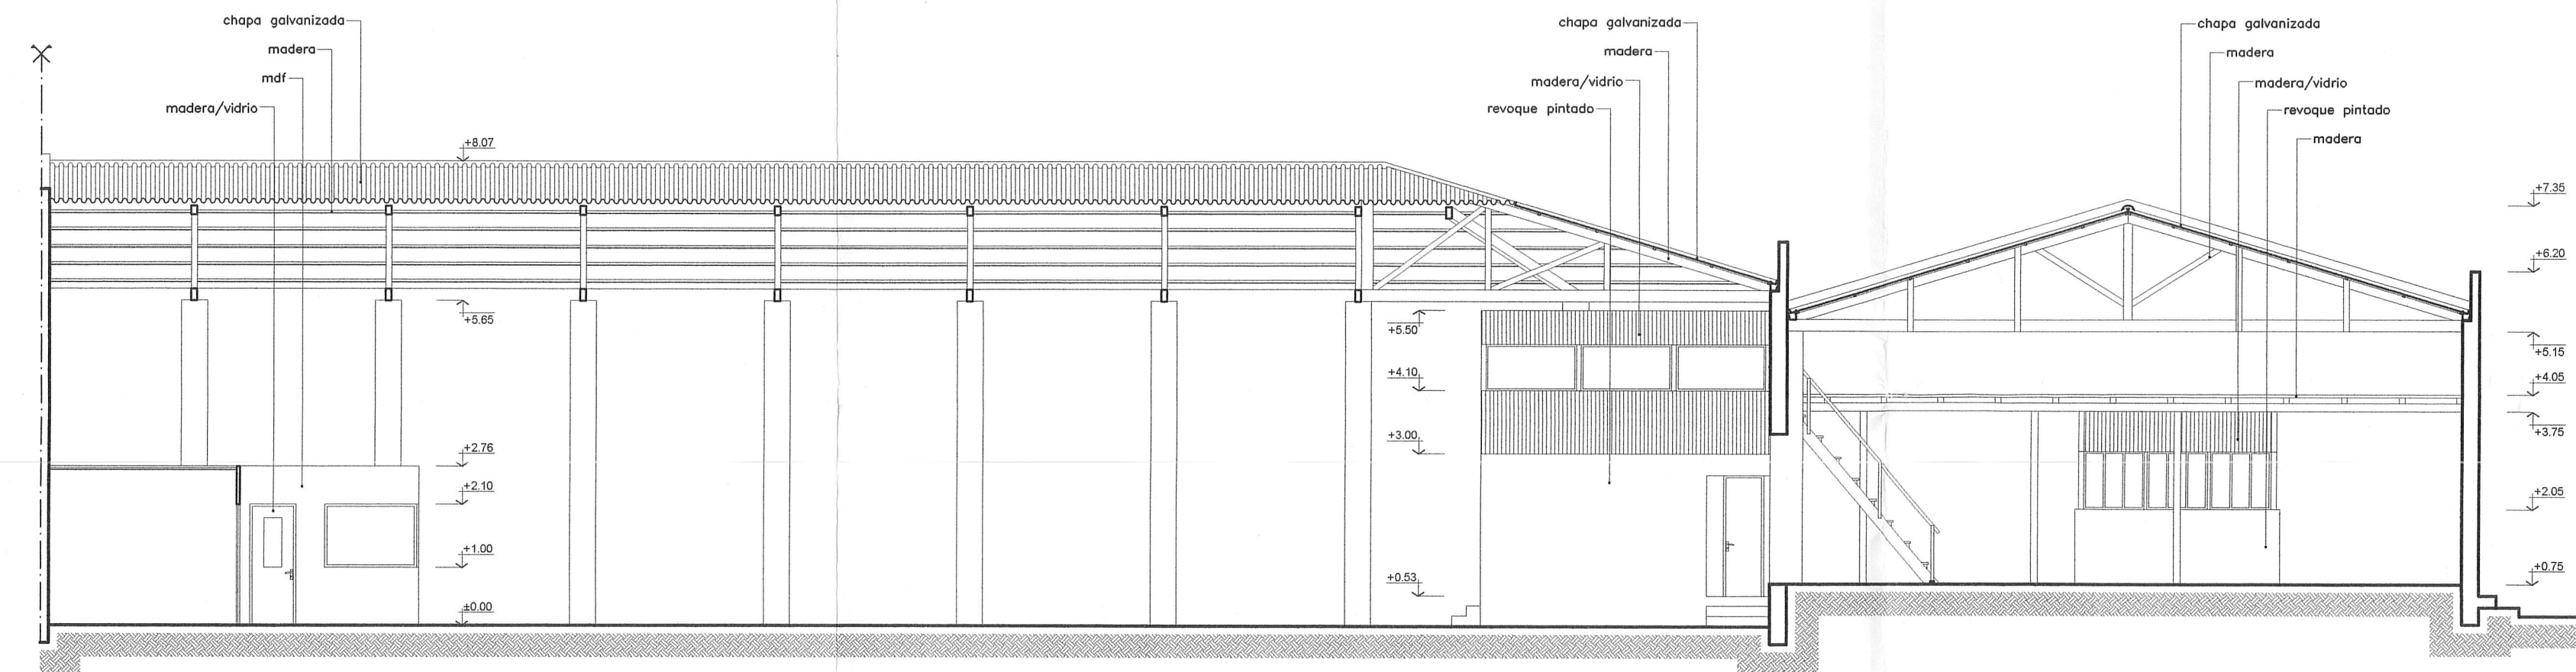 chapa galvanizada
madera
mdf
madera/vidrio
+8.07
+5.65
+2.76
+2.10
+1.00
±0.00
chapa galvanizada
madera
madera/vidrio
revoque pintado
+5.50
+4.10
+3.00
+0.53
chapa galvanizada
madera
madera/vidrio
revoque pintado
madera
+7.35
+6.20
+5.15
+4.05
+3.75
+2.05
+0.75